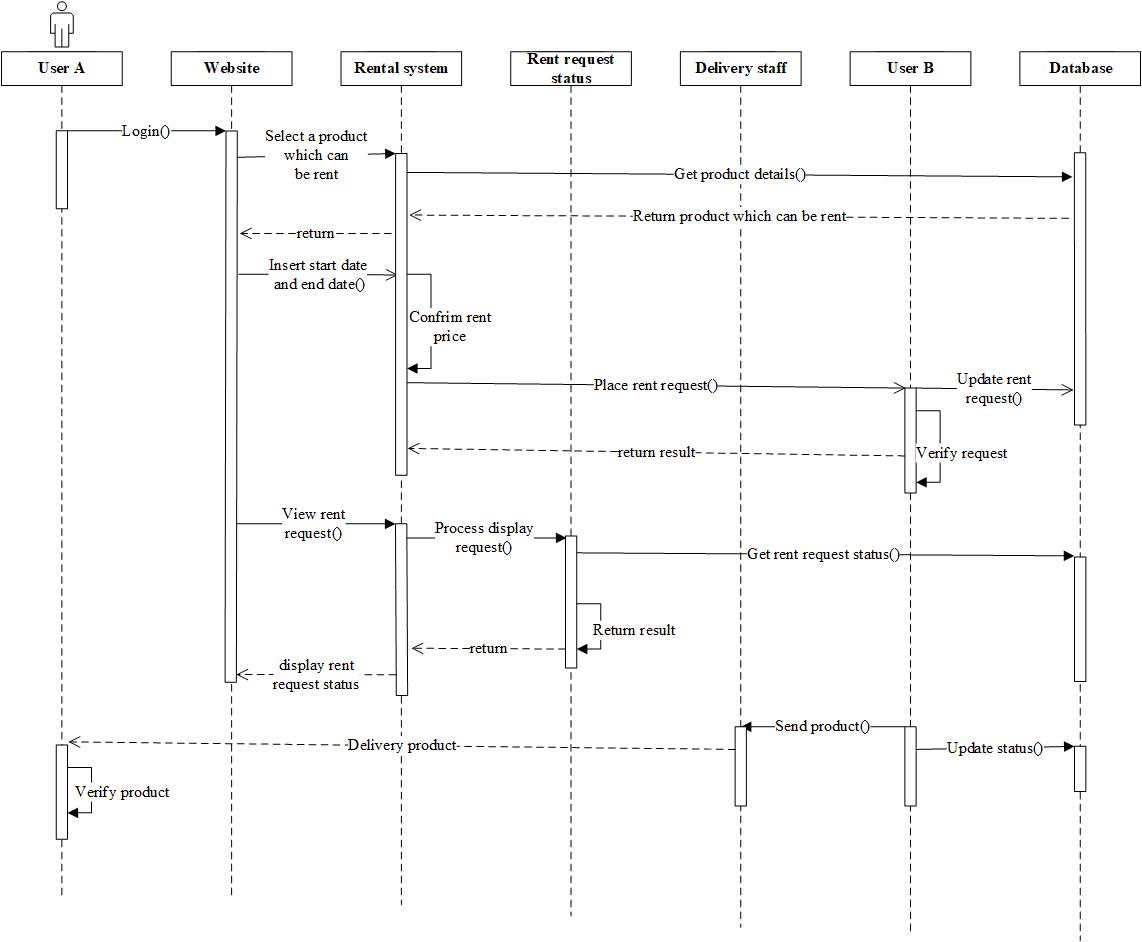 User A
Website
Rental system
Rent request
status
Delivery staff
User B
Database
Login()
Select a product
which can
be rent
Get product details()
Return product which can be rent
return
Insert start date
and end date()
Confrim rent
price
Place rent request()
Update rent
request()
return result
Verify request
View rent
request()
Process display
request()
Get rent request status()
Return result
return
display rent
request status
Send product()
Delivery product
Update status()
Verify product